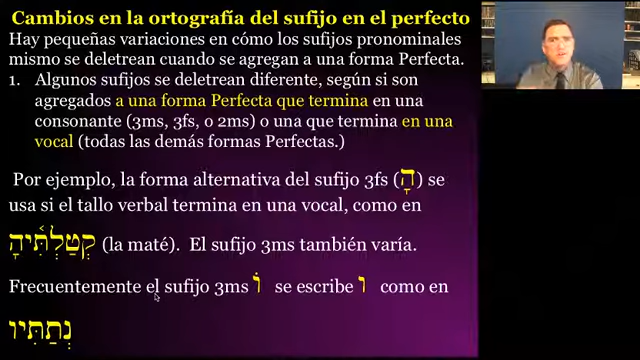 Cambios en la ortografía del sufijo en el perfecto
Hay pequeñas variaciones en cómo los sufijos pronominales
mismo se deletrean cuando se agregan a una forma Perfecta.
1. Algunos sufijos se deletrean diferente, según si son
agregados a una forma Perfecta que termina en una
consonante (3ms, 3fs, o 2ms) o una que termina en una
vocal (todas las demás formas Perfectas.)
Por ejemplo, la forma alternativa del sufijo 3fs (הָ) se
usa si el tallo verbal termina en una vocal, como en
קְטַלְתִּ֫יהָ (la maté). El sufijo 3ms también varía.
Frecuentemente el sufijo 3ms וֹ se escribe ו como en
נְתַתִּיו